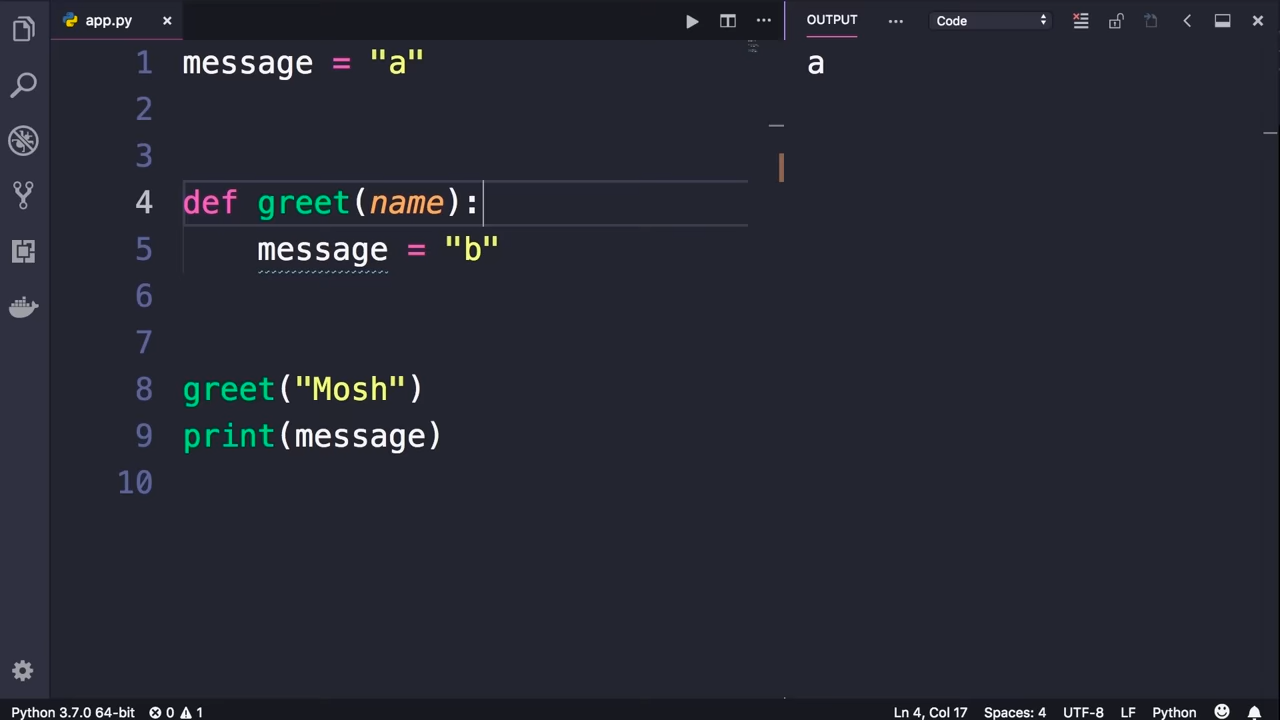 app.py
OUTPUT
Code
1 message = "a"
a
2
3
4 def greet(name):
5     message = "b"
6
7
8 greet("Mosh")
9 print(message)
10
Python 3.7.0 64-bit 0 1 Ln 4, Col 17 Spaces: 4 UTF-8 LF Python